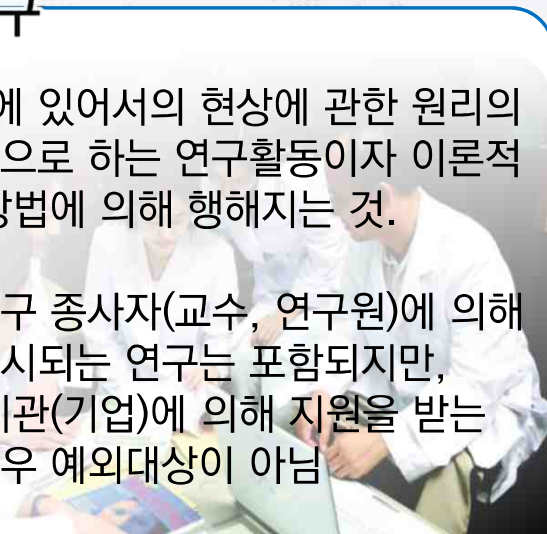 구
에 있어서의 현상에 관한 원리의
으로 하는 연구활동이자 이론적
방법에 의해 행해지는 것.
구 종사자(교수, 연구원)에 의해
시되는 연구는 포함되지만,
기관(기업)에 의해 지원을 받는
우 예외대상이 아님